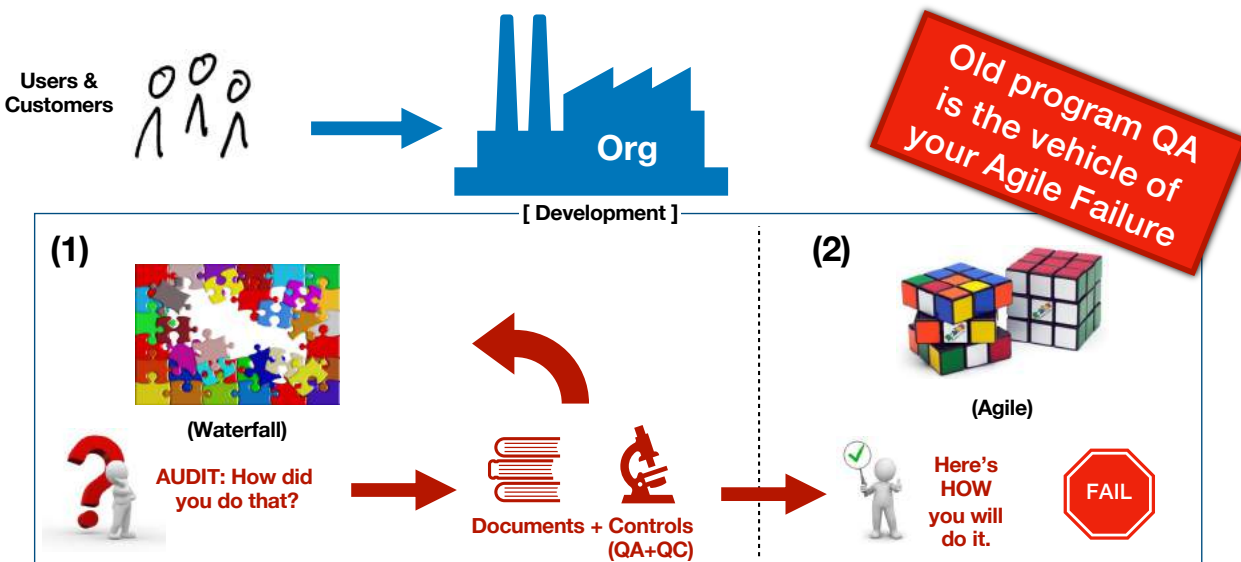 Users &
Customers
Org
Old program QA
is the vehicle of
your Agile Failure
[ Development ]
(1)
(Waterfall)
AUDIT: How did
you do that?
Documents + Controls
(QA+QC)
(2)
(Agile)
Here's
HOW
you will
do it.
FAIL